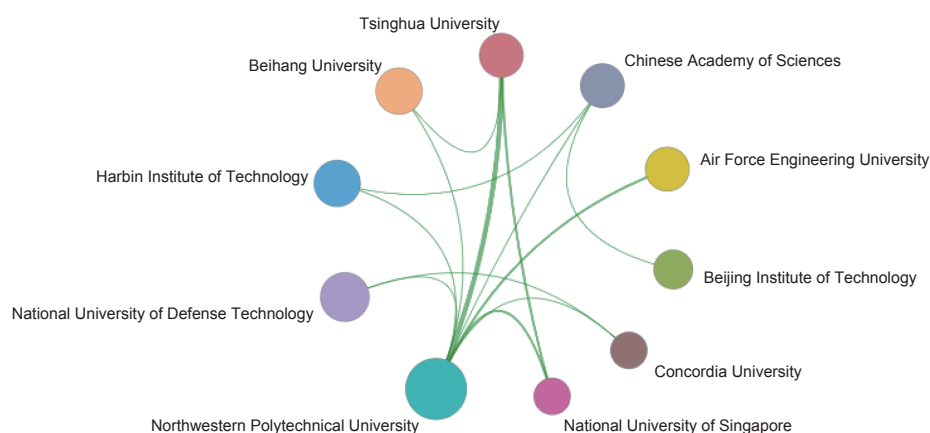 Tsinghua University
Chinese Academy of Sciences
Beihang University
Air Force Engineering University
Harbin Institute of Technology
Beijing Institute of Technology
National University of Defense Technology
Concordia University
Northwestern Polytechnical University
National University of Singapore